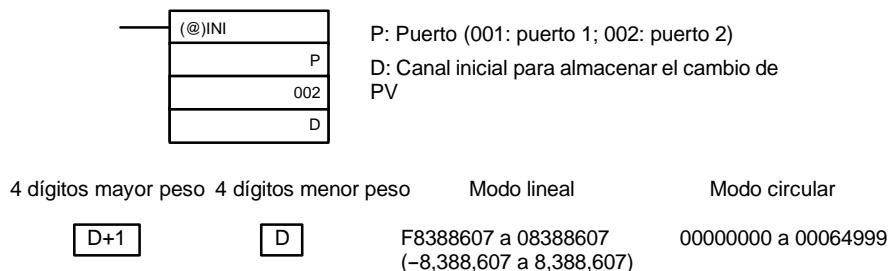 (@)INI
P
002
D
P: Puerto (001: puerto 1; 002: puerto 2)
D: Canal inicial para almacenar el cambio de
PV
4 dígitos mayor peso 4 dígitos menor peso Modo lineal Modo circular
D+1 D F8388607 a 08388607 00000000 a 00064999
(–8,388,607 a 8,388,607)